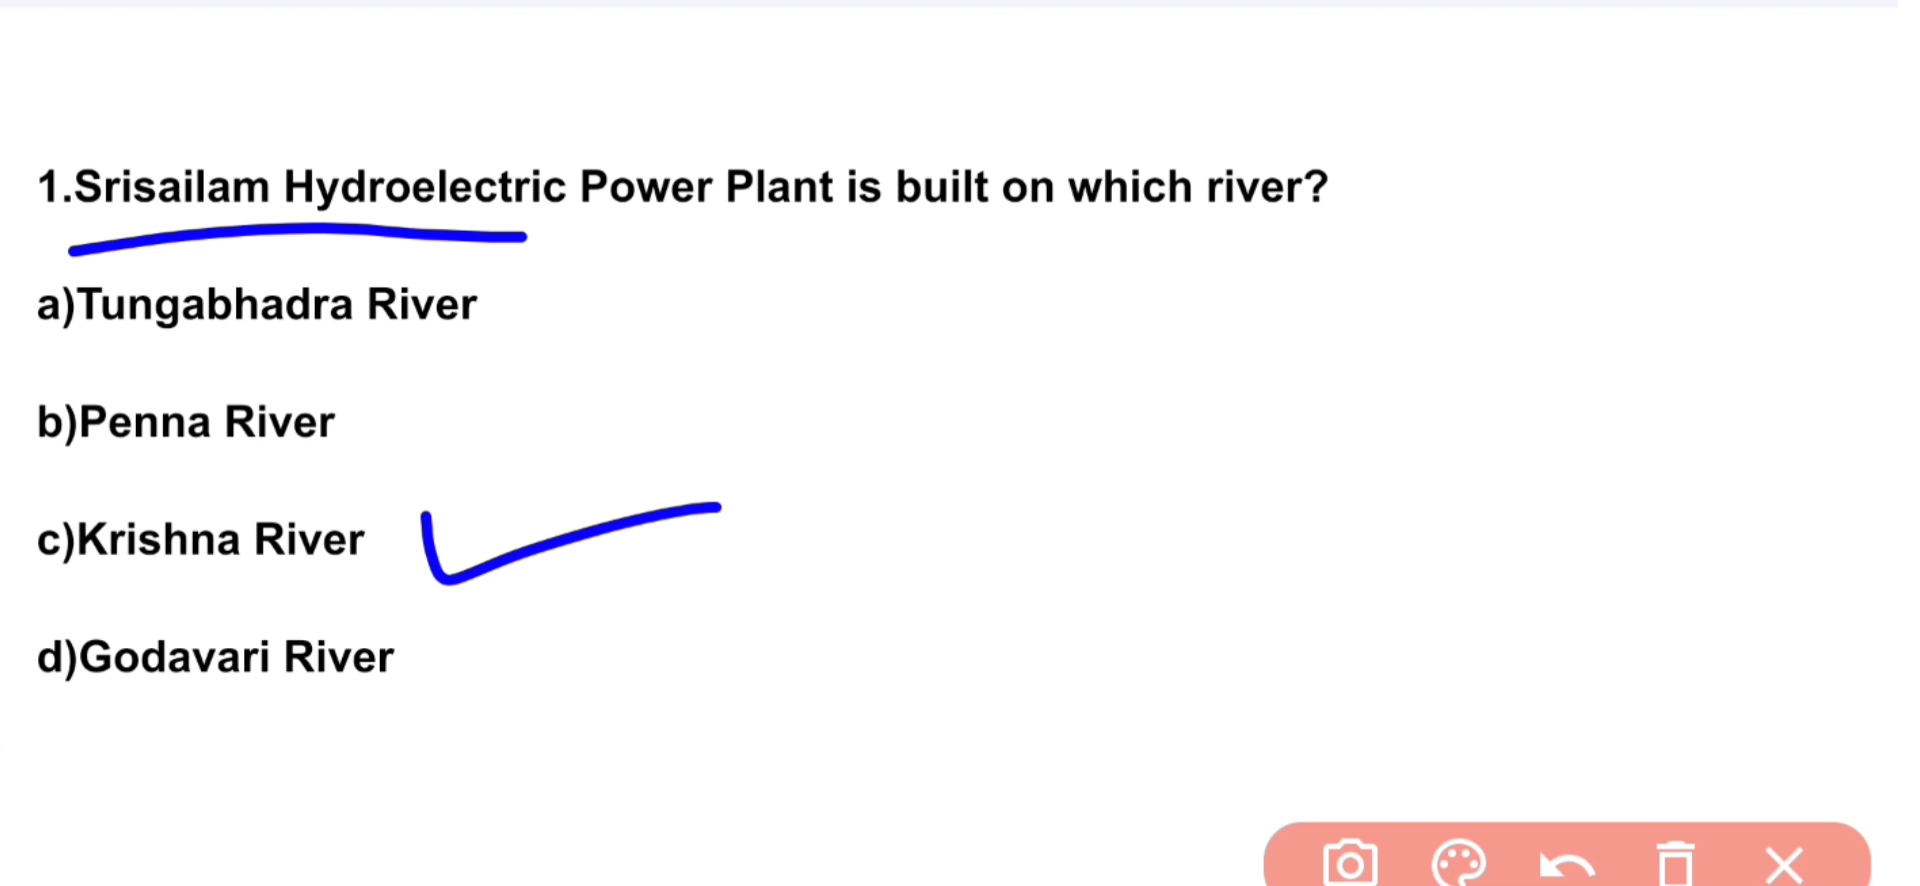 1.Srisailam Hydroelectric Power Plant is built on which river?
a)Tungabhadra River
b)Penna River
c)Krishna River
d)Godavari River